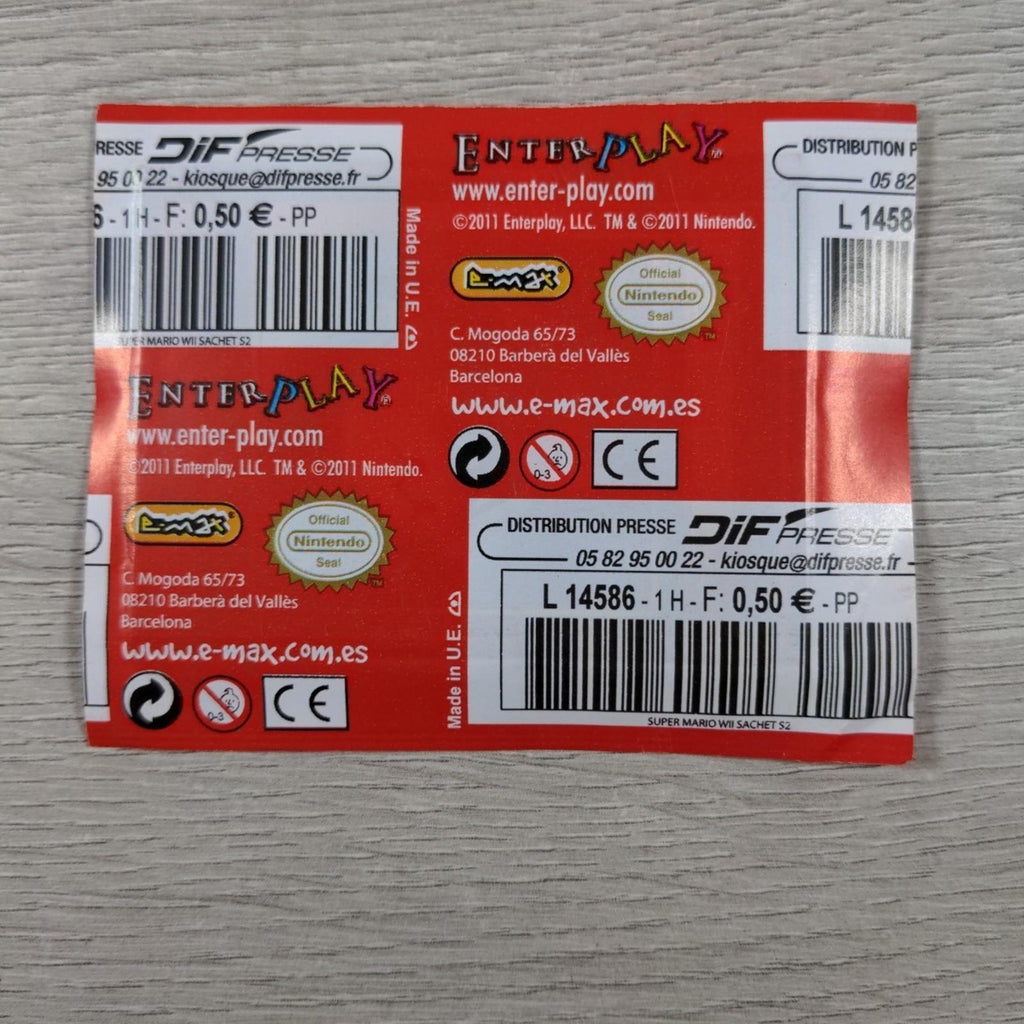 RESSE DiF PRESSE
95 00 22 - kiosque@difpresse.fr
6 - 1 H - F: 0,50 € - PP
SUPER MARIO WII SACHET S2
Made in U.E.
ENTERPLAY®
www.enter-play.com
©2011 Enterplay, LLC. TM & ©2011 Nintendo.
e-max®
Official
Nintendo
Seal
TM
C. Mogoda 65/73
08210 Barberà del Vallès
Barcelona
www.e-max.com.es
0-3
CE
DISTRIBUTION P
05 82
L 1458
ENTERPLAY®
www.enter-play.com
©2011 Enterplay, LLC. TM & ©2011 Nintendo.
e-max
Official
Nintendo
Seal
TM
C. Mogoda 65/73
08210 Barberà del Vallès
Barcelona
www.e-max.com.es
0-3
CE
Made in U.E.
DISTRIBUTION PRESSE DiF PRESSE
05 82 95 00 22 - kiosque@difpresse.fr
L 14586 - 1 H - F: 0,50 € - PP
SUPER MARIO WII SACHET S2